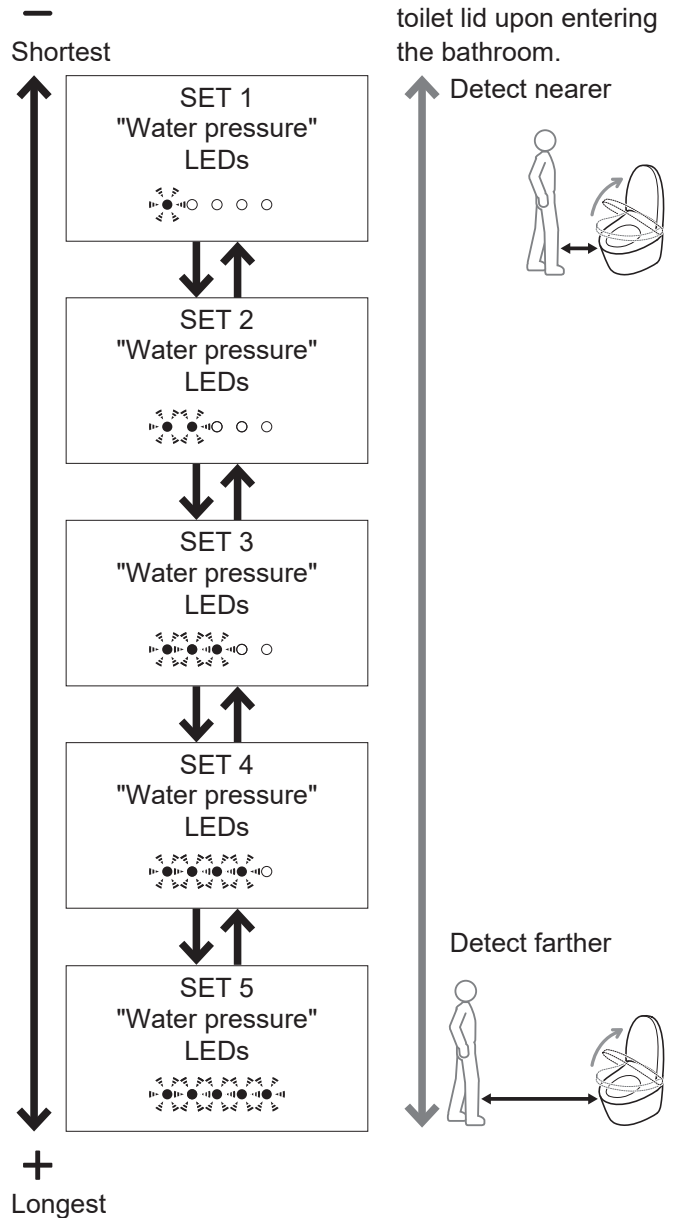 −
Shortest
toilet lid upon entering
the bathroom.
Detect nearer
SET 1
"Water pressure"
LEDs
SET 2
"Water pressure"
LEDs
SET 3
"Water pressure"
LEDs
SET 4
"Water pressure"
LEDs
Detect farther
SET 5
"Water pressure"
LEDs
+
Longest